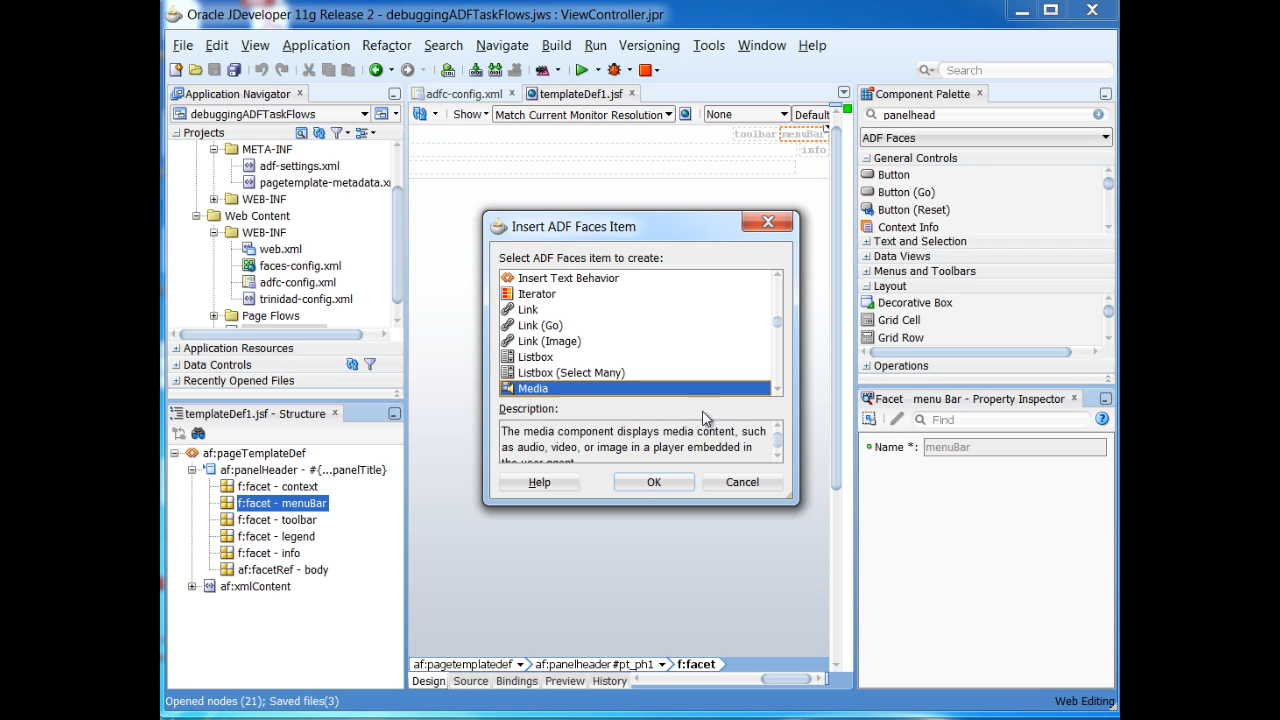 Oracle JDeveloper 11g Release 2 - debuggingADFTaskFlows.jws : ViewController.jpr
File Edit View Application Refactor Search Navigate Build Run Versioning Tools Window Help
Search
Application Navigator
debuggingADFTaskFlows
Projects
META-INF
adf-settings.xml
pagetemplate-metadata.x
WEB-INF
Web Content
WEB-INF
web.xml
faces-config.xml
adfc-config.xml
trinidad-config.xml
Page Flows
Application Resources
Data Controls
Recently Opened Files
templateDef1.jsf - Structure
af:pageTemplateDef
af:panelHeader - #{...panelTitle}
f:facet - context
f:facet - menuBar
f:facet - toolbar
f:facet - legend
f:facet - info
af:facetRef - body
af:xmlContent
adfc-config.xml templateDef1.jsf
Show Match Current Monitor Resolution None Default
toolbar menuBar
info
Insert ADF Faces Item
Select ADF Faces item to create:
Insert Text Behavior
Iterator
Link
Link (Go)
Link (Image)
Listbox
Listbox (Select Many)
Media
Description:
The media component displays media content, such
as audio, video, or image in a player embedded in
the user agent
Help OK Cancel
af:pagetemplatedef af:panelheader#pt_ph1 f:facet
Design Source Bindings Preview History
Component Palette
panelhead
ADF Faces
General Controls
Button
Button (Go)
Button (Reset)
Context Info
Text and Selection
Data Views
Menus and Toolbars
Layout
Decorative Box
Grid Cell
Grid Row
Operations
Facet menu Bar - Property Inspector
Find
Name *: menuBar
Opened nodes (21); Saved files(3) Web Editing